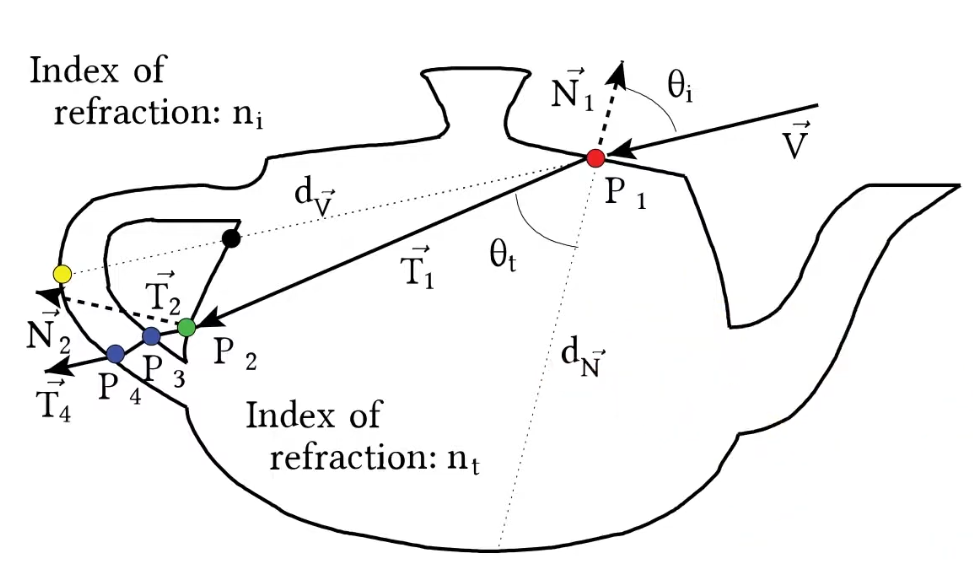 Index of
refraction: nᵢ
N⃗₁
θᵢ
V⃗
P₁
d_V⃗
θₜ
T⃗₁
T⃗₂
N⃗₂
P₂
d_N⃗
P₃
P₄
T⃗₄
Index of
refraction: nₜ